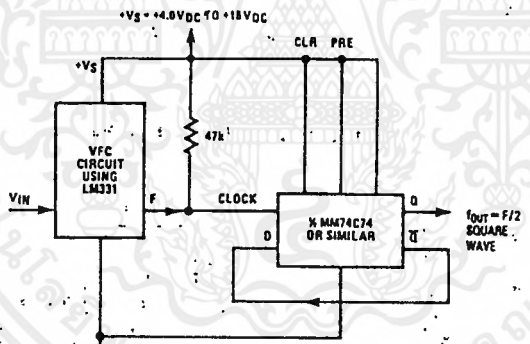 +VS = +4.0VDC TO +15VDC
CLR PRE
+VS
47k
VFC
CIRCUIT
USING
LM331
VIN
F
CLOCK
D
½ MM74C74
OR SIMILAR
Q
Q̅
fOUT = F/2
SQUARE
WAVE